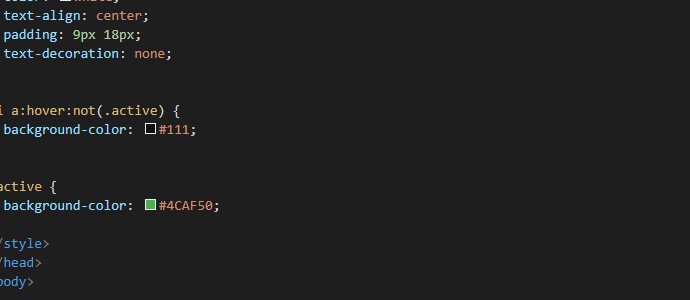 text-align: center;
padding: 9px 18px;
text-decoration: none;
i a:hover:not(.active) {
background-color: #111;
active {
background-color: #4CAF50;
/style>
/head>
body>